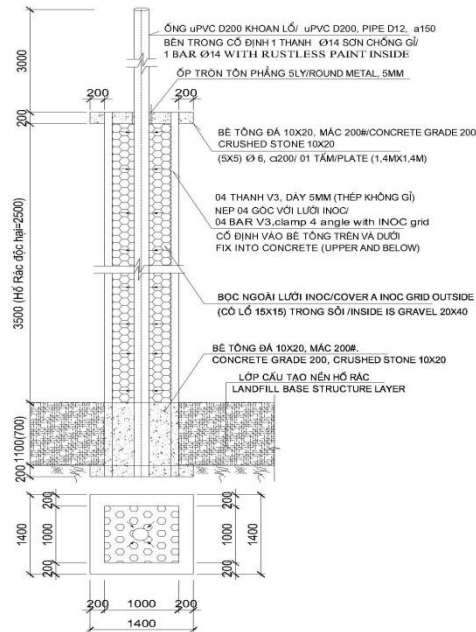 ỐNG uPVC D200 KHOAN LỔ/ uPVC D200, PIPE D12, a150
BÊN TRONG CỐ ĐỊNH 1 THANH Ø14 SƠN CHỐNG GỈ/
1 BAR Ø14 WITH RUSTLESS PAINT INSIDE
ỐP TRÒN TÔN PHẲNG 5LY/ROUND METAL, 5MM
3000
200
200
200
BÊ TÔNG ĐÁ 10X20, MÁC 200#/CONCRETE GRADE 200
CRUSHED STONE 10X20
(5X5) Ø 6, a200/ 01 TẤM/PLATE (1,4MX1,4M)
04 THANH V3, DÀY 5MM (THÉP KHÔNG GỈ)
NẸP 04 GÓC VỚI LƯỚI INOC/
04 BAR V3,clamp 4 angle with INOC grid
CỐ ĐỊNH VÀO BÊ TÔNG TRÊN VÀ DƯỚI
FIX INTO CONCRETE (UPPER AND BELOW)
3500 (Hố Rác độc hại=2500)
BỌC NGOÀI LƯỚI INOC/COVER A INOC GRID OUTSIDE
(CÓ LỔ 15X15) TRONG SỎI /INSIDE IS GRAVEL 20X40
BÊ TÔNG ĐÁ 10X20, MÁC 200#.
CONCRETE GRADE 200, CRUSHED STONE 10X20
LỚP CẤU TẠO NỀN HỐ RÁC
LANDFILL BASE STRUCTURE LAYER
1100(700)
200
1400
200
1000
200
200
1000
200
1400
200
1000
200
1400